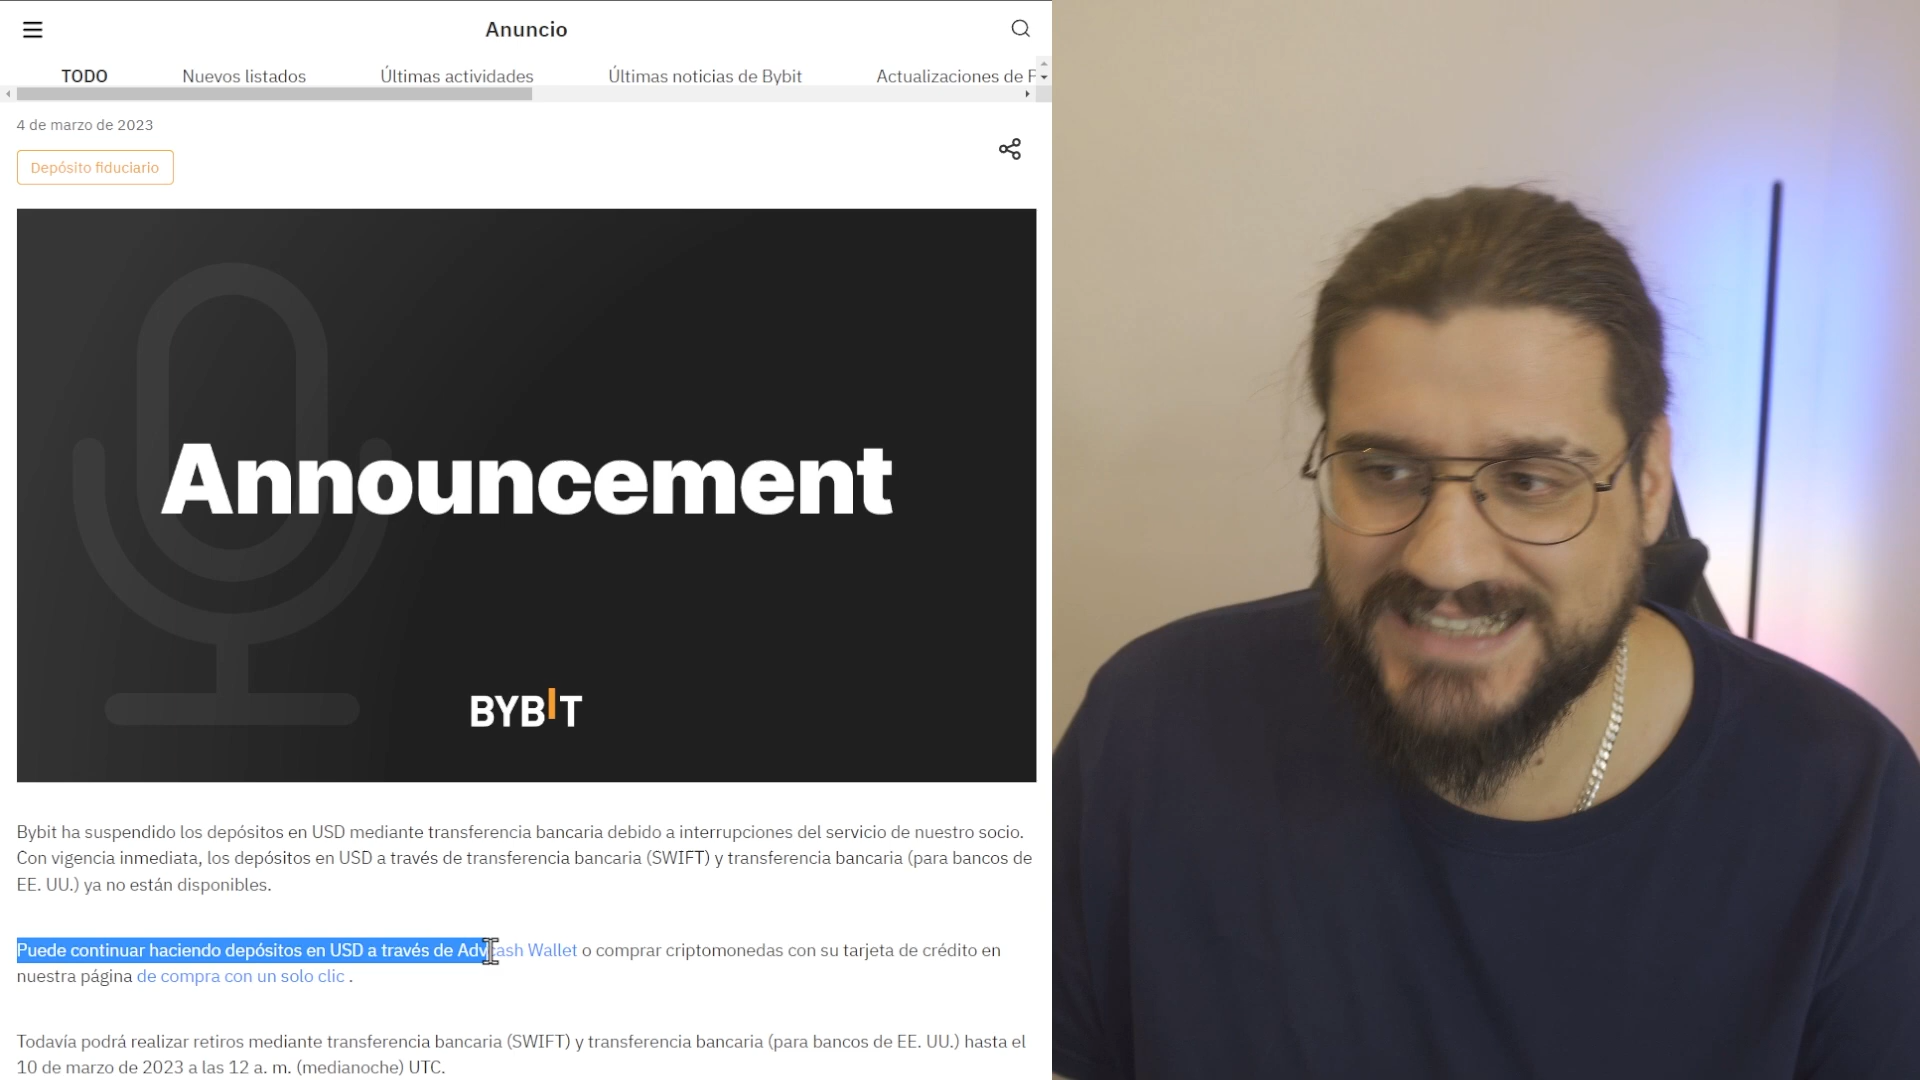 Anuncio
TODO Nuevos listados Últimas actividades Últimas noticias de Bybit Actualizaciones de
4 de marzo de 2023
Depósito fiduciario
Announcement
BYBIT
Bybit ha suspendido los depósitos en USD mediante transferencia bancaria debido a interrupciones del servicio de nuestro socio.
Con vigencia inmediata, los depósitos en USD a través de transferencia bancaria (SWIFT) y transferencia bancaria (para bancos de
EE. UU.) ya no están disponibles.
Puede continuar haciendo depósitos en USD a través de Advcash Wallet o comprar criptomonedas con su tarjeta de crédito en
nuestra página de compra con un solo clic .
Todavía podrá realizar retiros mediante transferencia bancaria (SWIFT) y transferencia bancaria (para bancos de EE. UU.) hasta el
10 de marzo de 2023 a las 12 a. m. (medianoche) UTC.